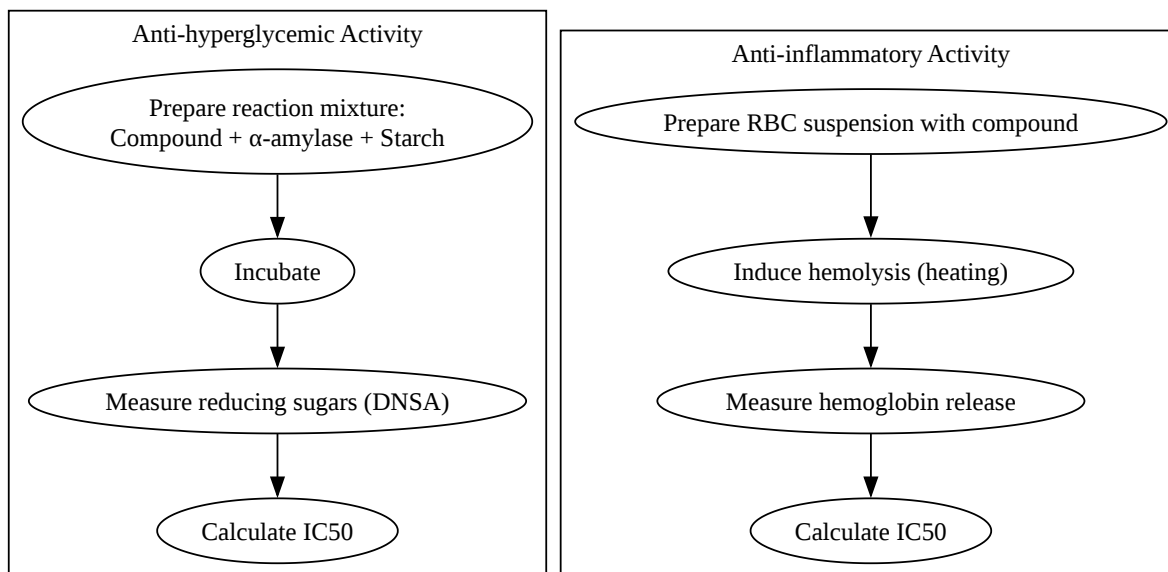 Anti-hyperglycemic Activity
Prepare reaction mixture:
Compound + α-amylase + Starch
Incubate
Measure reducing sugars (DNSA)
Calculate IC50
Anti-inflammatory Activity
Prepare RBC suspension with compound
Induce hemolysis (heating)
Measure hemoglobin release
Calculate IC50